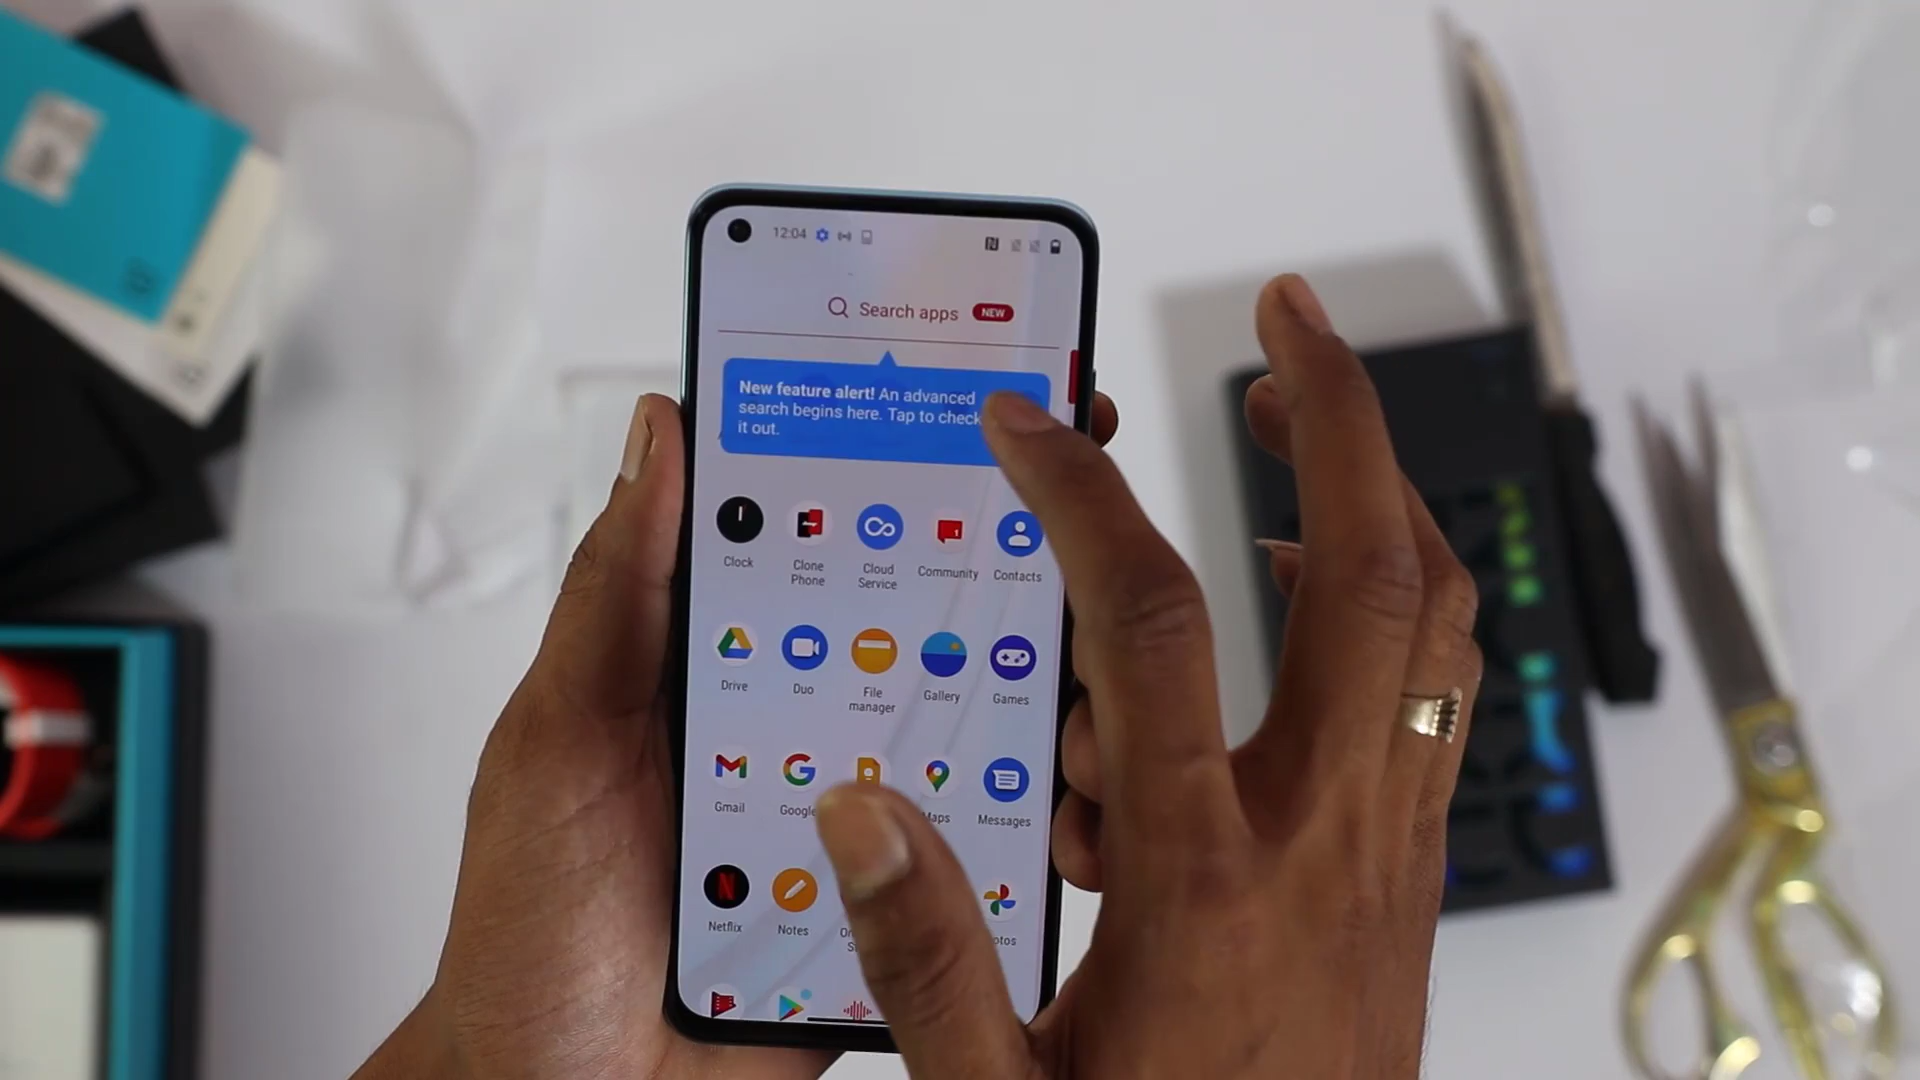 12:04
Search apps NEW
New feature alert! An advanced
search begins here. Tap to check
it out.
Clock
Clone
Phone
Cloud
Service
Community
Contacts
Drive
Duo
File
manager
Gallery
Games
Gmail
Google
Maps
Messages
Netflix
Notes